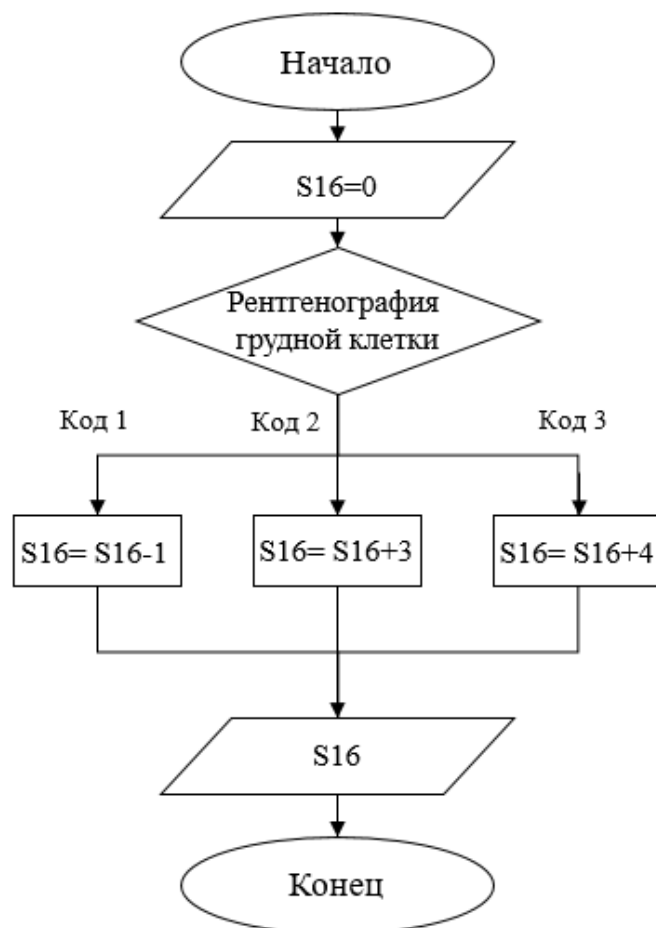 Начало
S16=0
Рентгенография
грудной клетки
Код 1
Код 2
Код 3
S16= S16-1
S16= S16+3
S16= S16+4
S16
Конец